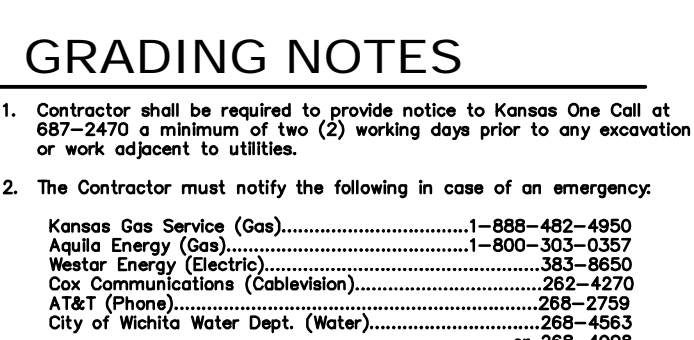 GRADING NOTES
1. Contractor shall be required to provide notice to Kansas One Call at
687-2470 a minimum of two (2) working days prior to any excavation
or work adjacent to utilities.
2. The Contractor must notify the following in case of an emergency:
Kansas Gas Service (Gas)..................................1-888-482-4950
Aquila Energy (Gas)............................................1-800-303-0357
Westar Energy (Electric)...................................................383-8650
Cox Communications (Cablevision)...................................262-4270
AT&T (Phone)...................................................................268-2759
City of Wichita Water Dept. (Water)................................268-4563